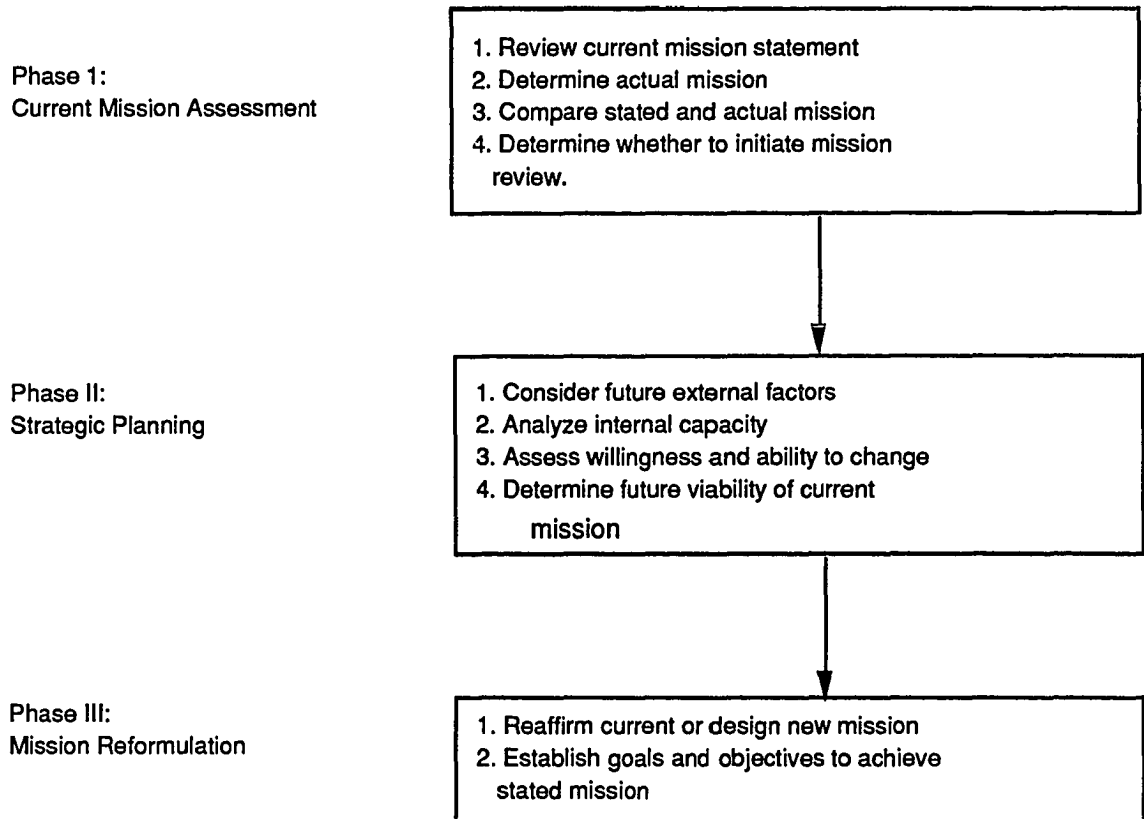 Phase 1:
Current Mission Assessment
1. Review current mission statement
2. Determine actual mission
3. Compare stated and actual mission
4. Determine whether to initiate mission
review.
Phase II:
Strategic Planning
1. Consider future external factors
2. Analyze internal capacity
3. Assess willingness and ability to change
4. Determine future viability of current
mission
Phase III:
Mission Reformulation
1. Reaffirm current or design new mission
2. Establish goals and objectives to achieve
stated mission